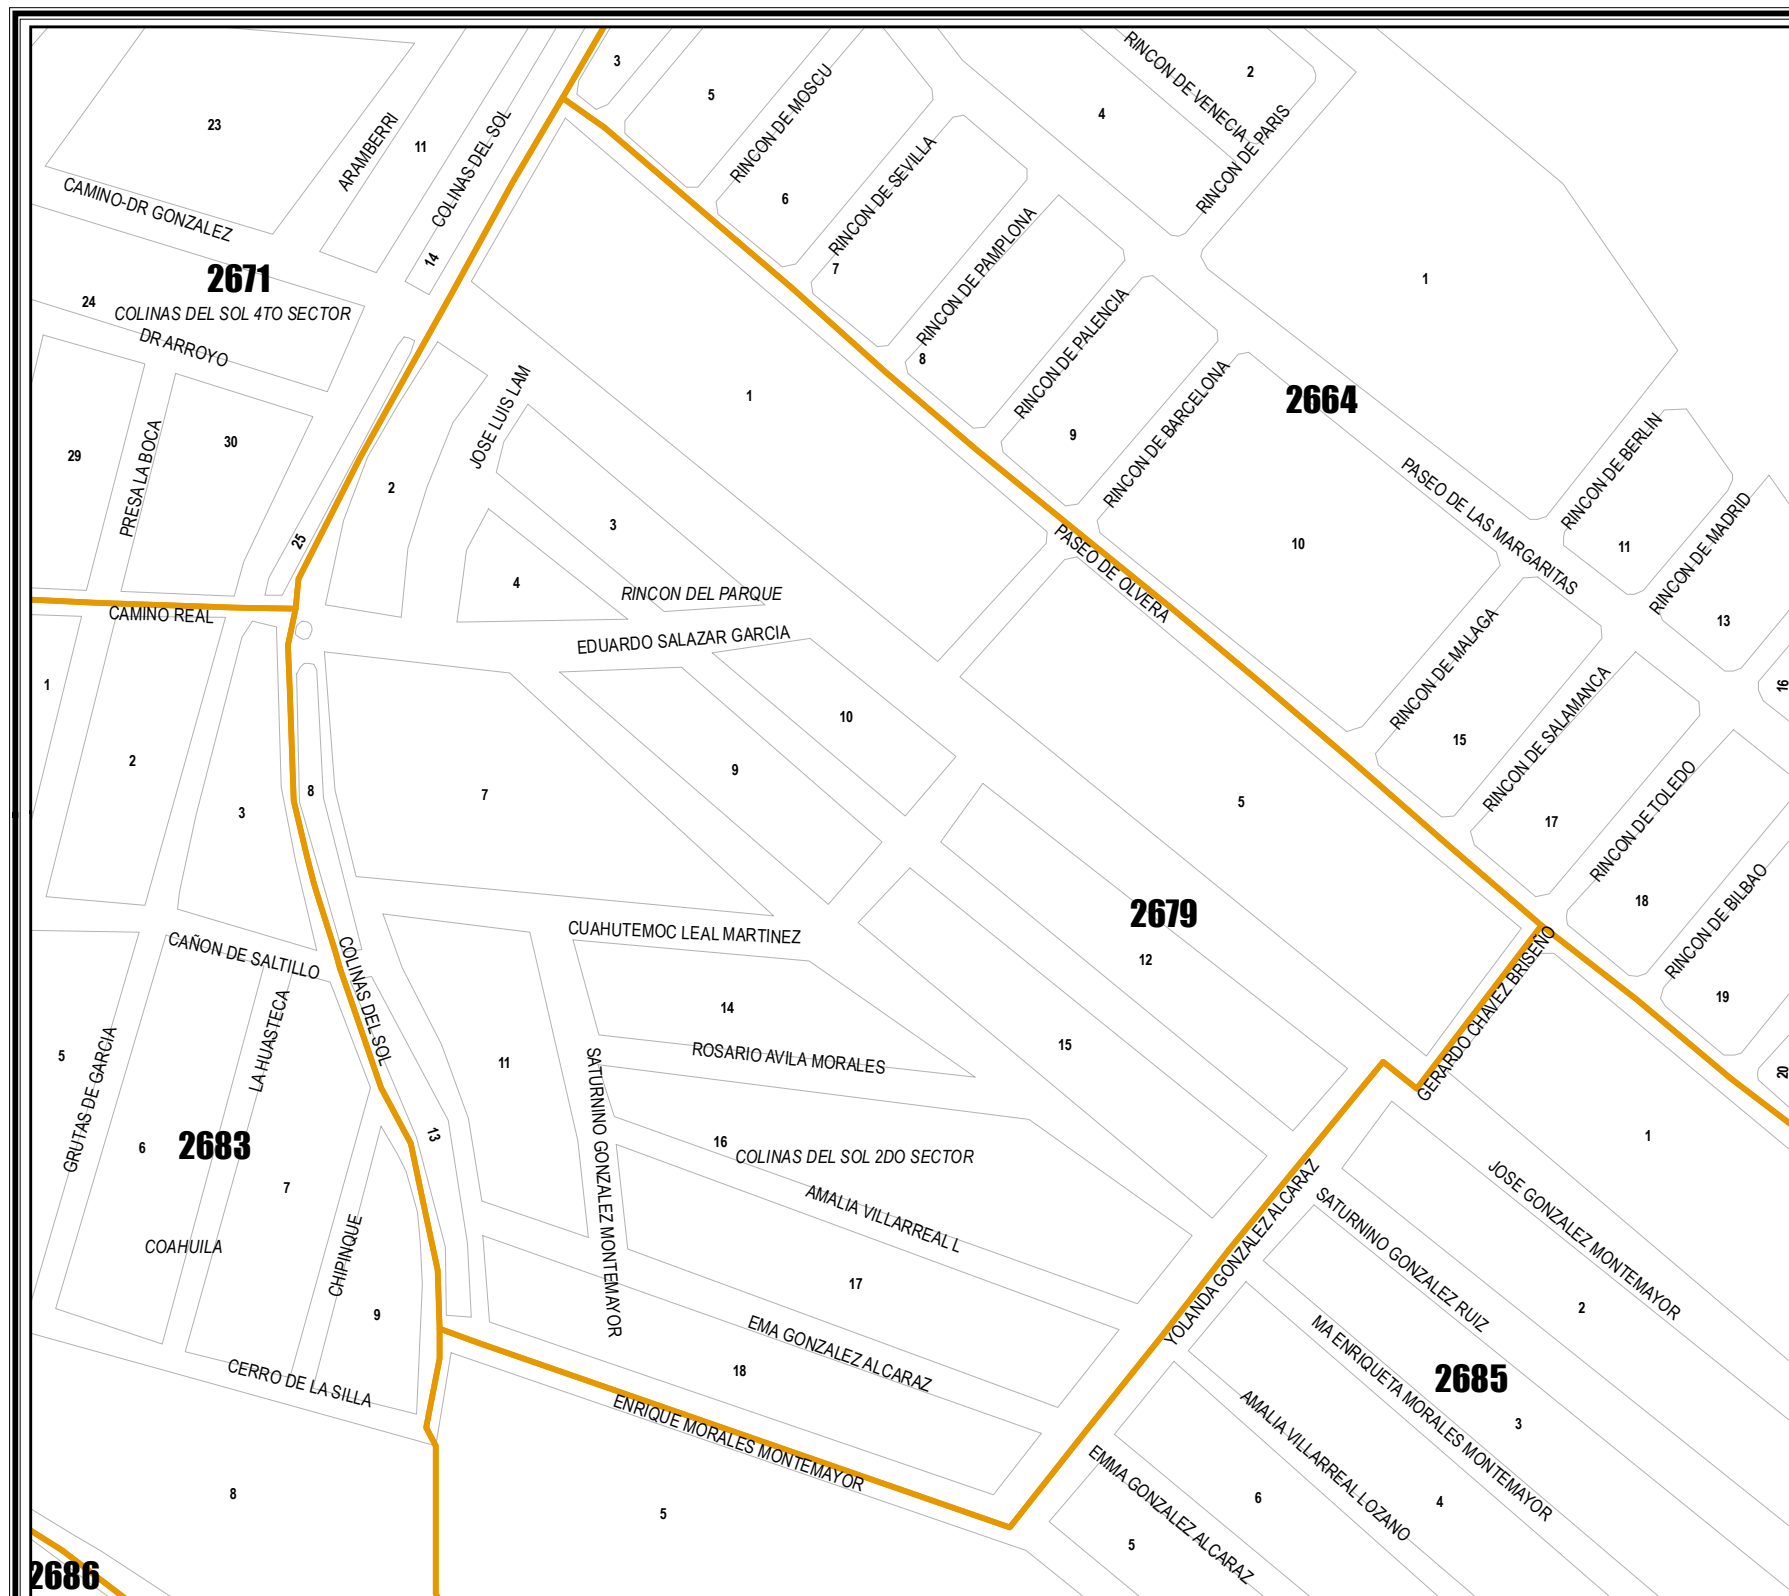 3
5
RINCON DE MOSCU
RINCON DE VENECIA
2
4
RINCON DE PARIS
23
ARAMBERRI
11
COLINAS DEL SOL
RINCON DE SEVILLA
6
CAMINO-DR GONZALEZ
14
2671
COLINAS DEL SOL 4TO SECTOR
24
DR ARROYO
7
RINCON DE PAMPLONA
8
RINCON DE PALENCIA
1
1
JOSE LUIS LAM
RINCON DE BARCELONA
9
2664
29
PRESA LA BOCA
30
2
25
3
4
RINCON DEL PARQUE
EDUARDO SALAZAR GARCIA
PASEO DE OLVERA
10
PASEO DE LAS MARGARITAS
RINCON DE BERLIN
11
RINCON DE MADRID
13
16
CAMINO REAL
1
2
3
8
7
9
10
5
RINCON DE MALAGA
15
RINCON DE SALAMANCA
17
RINCON DE TOLEDO
18
RINCON DE BILBAO
19
20
2679
12
CUAHUTEMOC LEAL MARTINEZ
CAÑON DE SALTILLO
COLINAS DEL SOL
GERARDO CHAVEZ BRISEÑO
14
15
ROSARIO AVILA MORALES
5
GRUTAS DE GARCIA
LA HUASTECA
11
SATURNINO GONZALEZ MONTEMAYOR
13
6
2683
7
COAHUILA
CHIPINQUE
9
16
COLINAS DEL SOL 2DO SECTOR
AMALIA VILLARREAL L
17
YOLANDA GONZALEZ ALCARAZ
1
JOSE GONZALEZ MONTEMAYOR
SATURNINO GONZALEZ RUIZ
2
MA ENRIQUETA MORALES MONTEMAYOR
2685
3
EMA GONZALEZ ALCARAZ
18
CERRO DE LA SILLA
ENRIQUE MORALES MONTEMAYOR
AMALIA VILLARREAL LOZANO
4
6
EMMA GONZALEZ ALCARAZ
5
8
5
2686